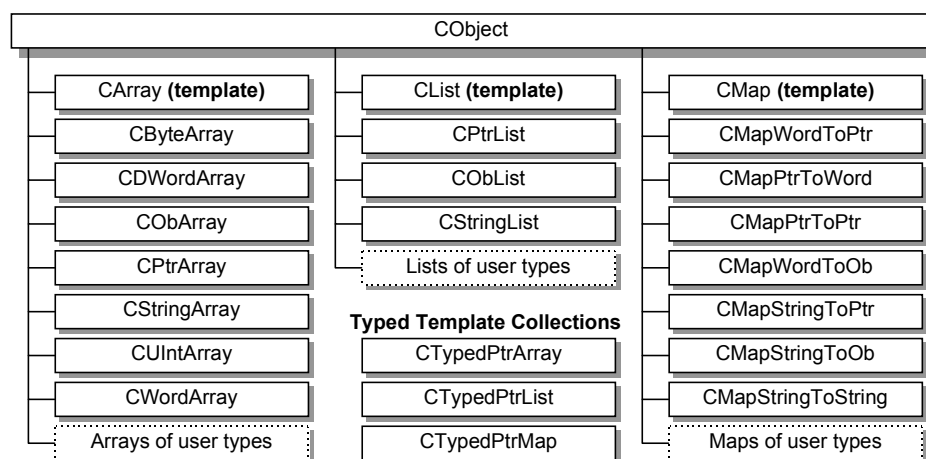 CObject
CArray (template)
CByteArray
CDWordArray
CObArray
CPtrArray
CStringArray
CUIntArray
CWordArray
Arrays of user types
CList (template)
CPtrList
CObList
CStringList
Lists of user types
Typed Template Collections
CTypedPtrArray
CTypedPtrList
CTypedPtrMap
CMap (template)
CMapWordToPtr
CMapPtrToWord
CMapPtrToPtr
CMapWordToOb
CMapStringToPtr
CMapStringToOb
CMapStringToString
Maps of user types